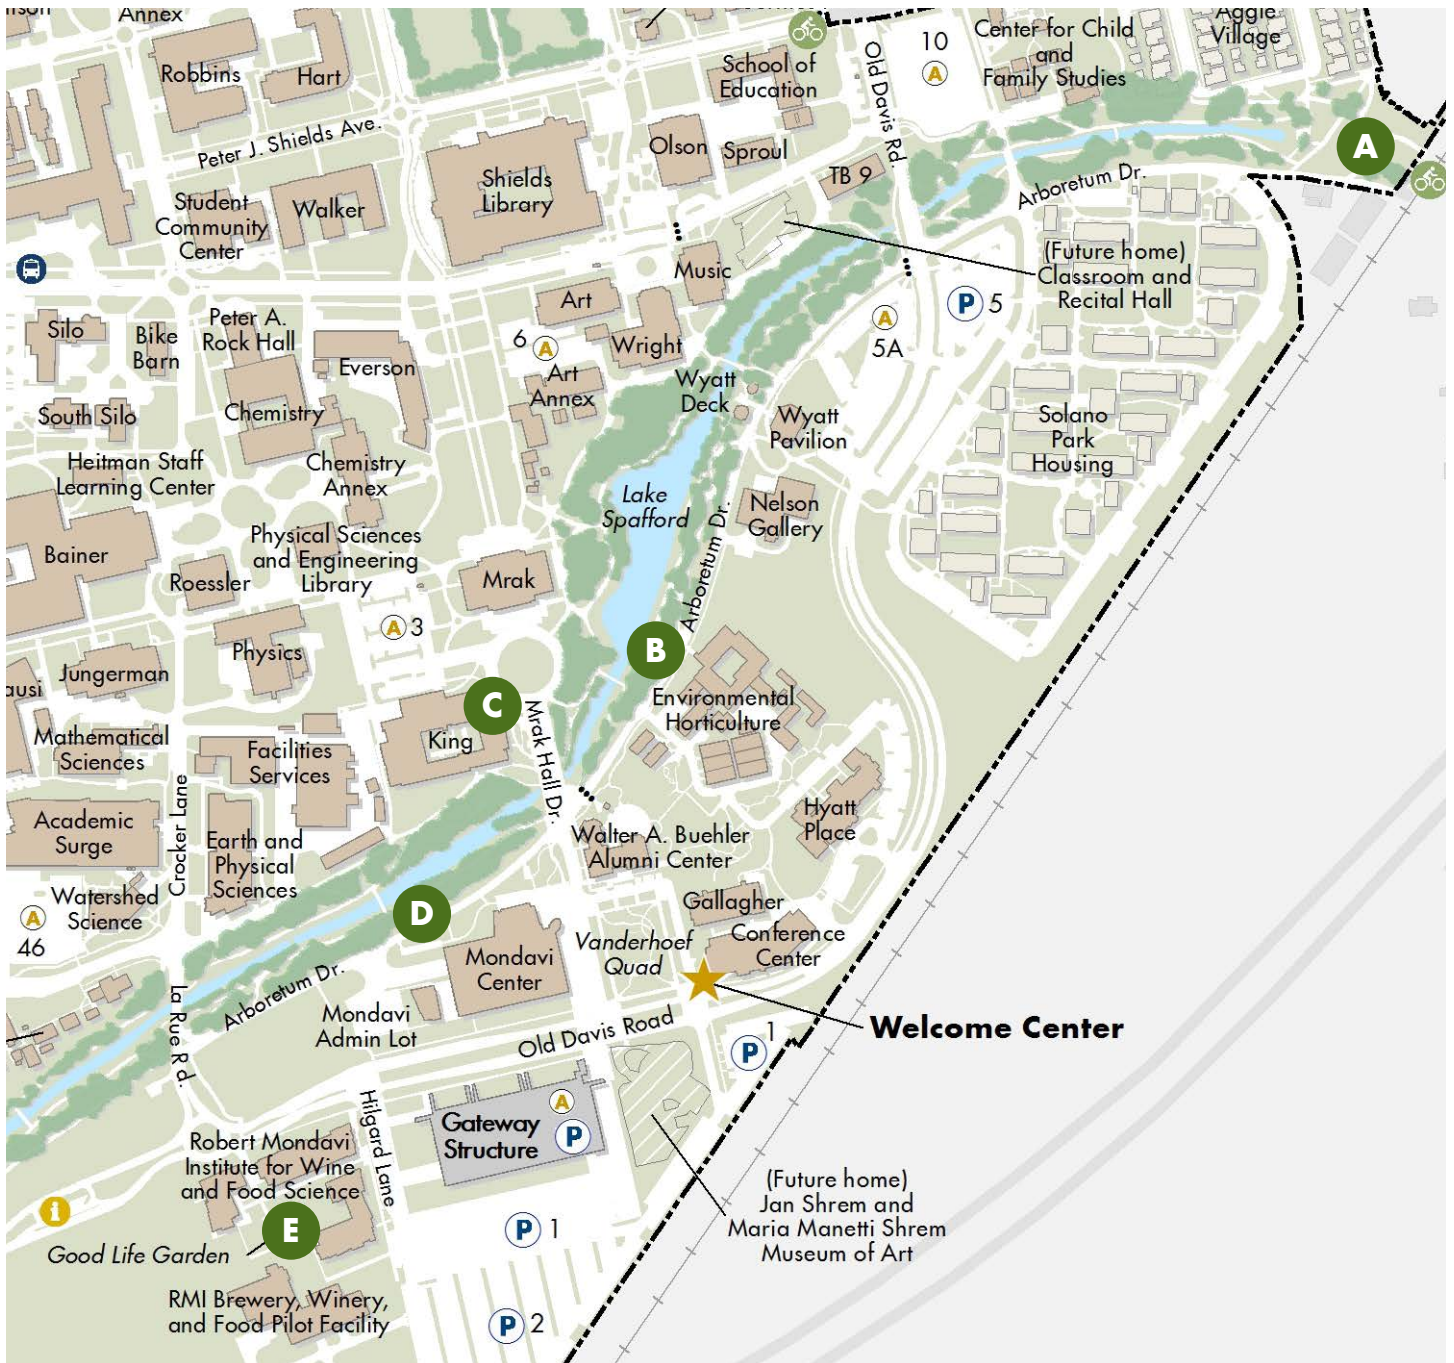 Annex
Robbins
Hart
School of
Education
Old Davis Rd.
10
A
Center for Child
and
Family Studies
Aggie
Village
A
Peter J. Shields Ave.
Olson
Sproul
TB 9
Arboretum Dr.
Shields
Library
Student
Community
Center
Walker
Music
(Future home)
Classroom and
Recital Hall
Art
P 5
A
5A
Silo
Bike
Barn
Peter A.
Rock Hall
Everson
6 A
Wright
Art
Annex
Wyatt
Deck
Wyatt
Pavilion
South Silo
Chemistry
Solano
Park
Housing
Heitman Staff
Learning Center
Chemistry
Annex
Lake
Spafford
Nelson
Gallery
Arboretum Dr.
Bainer
Physical Sciences
and Engineering
Library
Roessler
Mrak
A 3
Physics
B
Jungerman
Environmental
Horticulture
C
King
Mrak Hall Dr.
Mathematical
Sciences
Facilities
Services
Crocker Lane
Academic
Surge
Earth and
Physical
Sciences
Walter A. Buehler
Alumni Center
Hyatt
Place
Watershed
Science
A
46
D
Gallagher
Conference
Center
Vanderhoef
Quad
Mondavi
Center
Arboretum Dr.
La Rue Rd.
Mondavi
Admin Lot
Old Davis Road
Welcome Center
P 1
Hilgard Lane
Gateway
Structure
A
P
Robert Mondavi
Institute for Wine
and Food Science
(Future home)
Jan Shrem and
Maria Manetti Shrem
Museum of Art
i
E
Good Life Garden
P 1
RMI Brewery, Winery,
and Food Pilot Facility
P 2